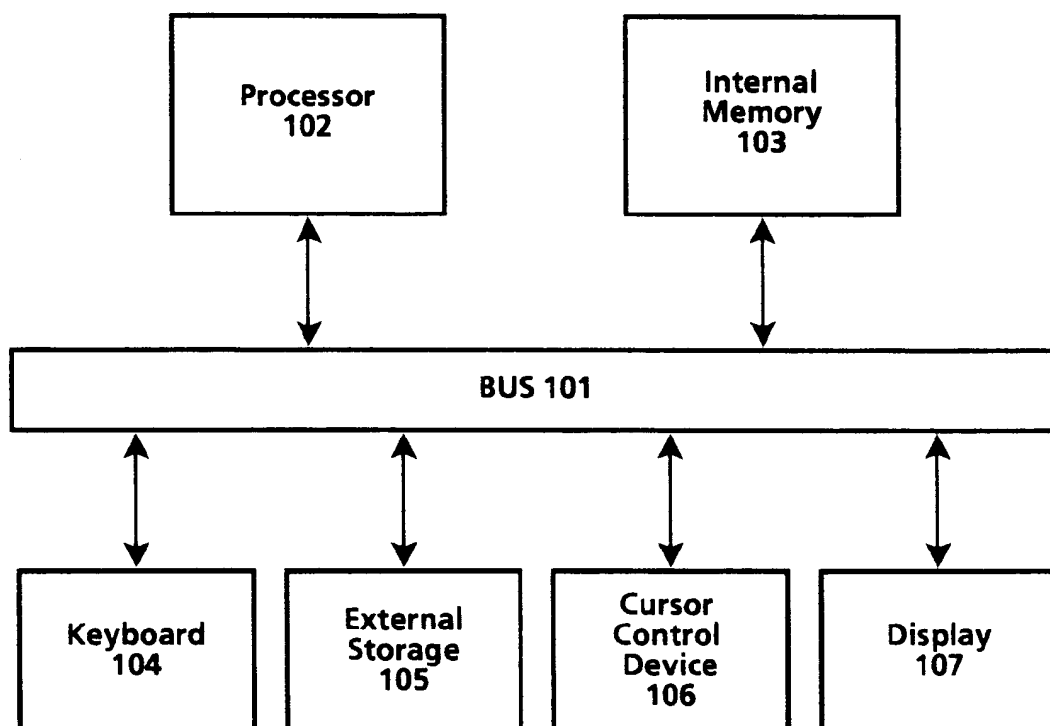 Processor
102
Internal
Memory
103
BUS 101
Keyboard
104
External
Storage
105
Cursor
Control
Device
106
Display
107